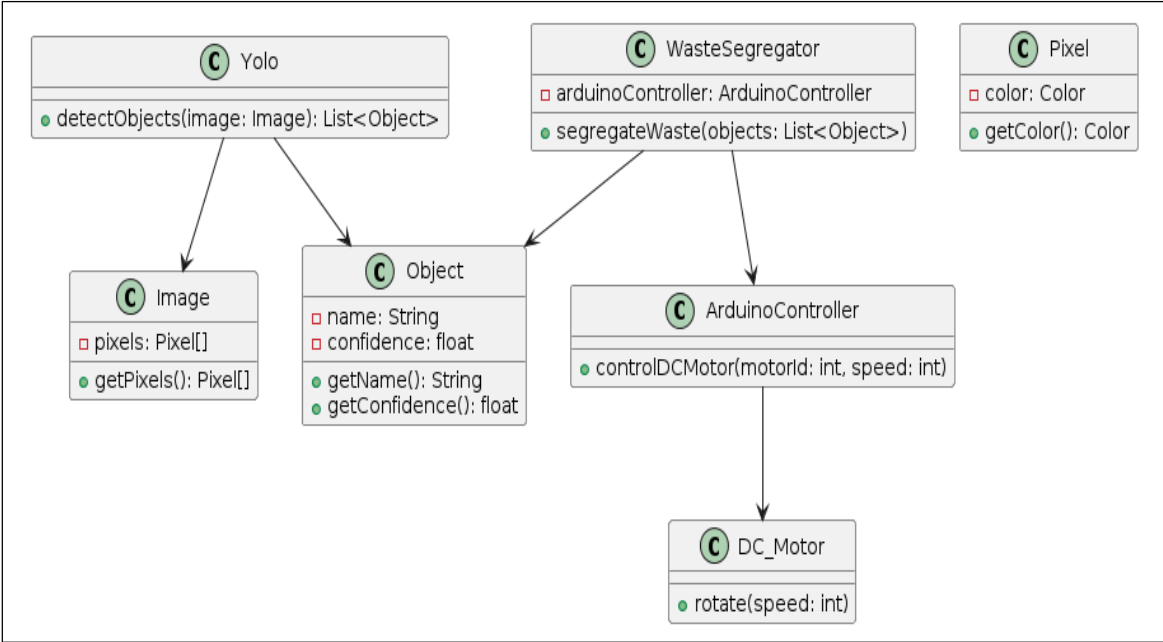 C Yolo
detectObjects(image: Image): List<Object>
C WasteSegregator
arduinoController: ArduinoController
segregateWaste(objects: List<Object>)
C Pixel
color: Color
getColor(): Color
C Image
pixels: Pixel[]
getPixels(): Pixel[]
C Object
name: String
confidence: float
getName(): String
getConfidence(): float
C ArduinoController
controlDCMotor(motorId: int, speed: int)
C DC_Motor
rotate(speed: int)